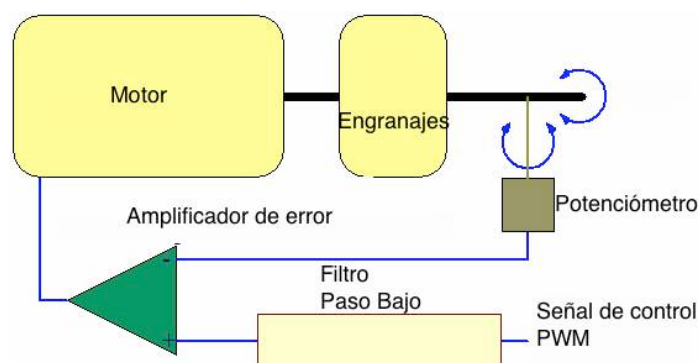 Motor
Engranajes
Potenciómetro
Amplificador de error
-
Filtro
Paso Bajo
Señal de control
PWM
+